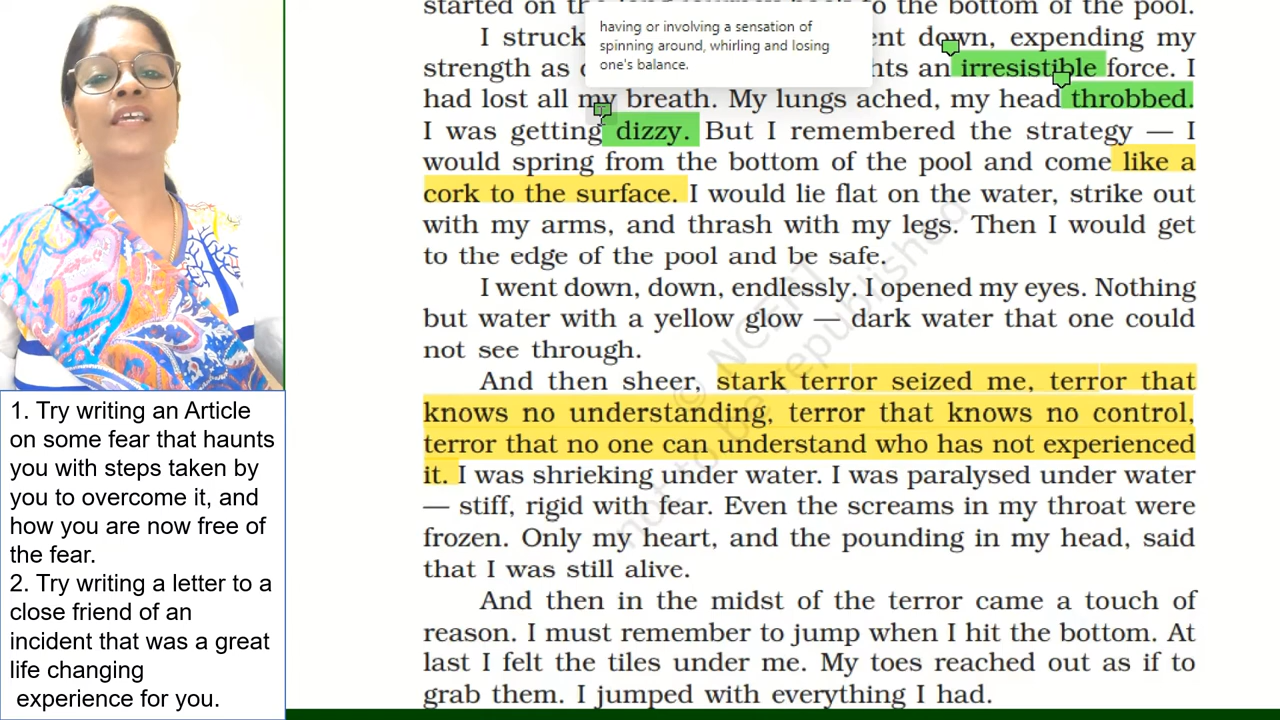 started on the
to the bottom of the pool.
having or involving a sensation of
spinning around, whirling and losing
one's balance.
I struck
down, expending my
strength as
an irresistible force. I
had lost all my breath. My lungs ached, my head throbbed.
I was getting dizzy. But I remembered the strategy — I
would spring from the bottom of the pool and come like a
cork to the surface. I would lie flat on the water, strike out
with my arms, and thrash with my legs. Then I would get
to the edge of the pool and be safe.
I went down, down, endlessly. I opened my eyes. Nothing
but water with a yellow glow — dark water that one could
not see through.
And then sheer, stark terror seized me, terror that
knows no understanding, terror that knows no control,
terror that no one can understand who has not experienced
it. I was shrieking under water. I was paralysed under water
— stiff, rigid with fear. Even the screams in my throat were
frozen. Only my heart, and the pounding in my head, said
that I was still alive.
And then in the midst of the terror came a touch of
reason. I must remember to jump when I hit the bottom. At
last I felt the tiles under me. My toes reached out as if to
grab them. I jumped with everything I had.
© NCERT
not to be republished
1. Try writing an Article
on some fear that haunts
you with steps taken by
you to overcome it, and
how you are now free of
the fear.
2. Try writing a letter to a
close friend of an
incident that was a great
life changing
experience for you.